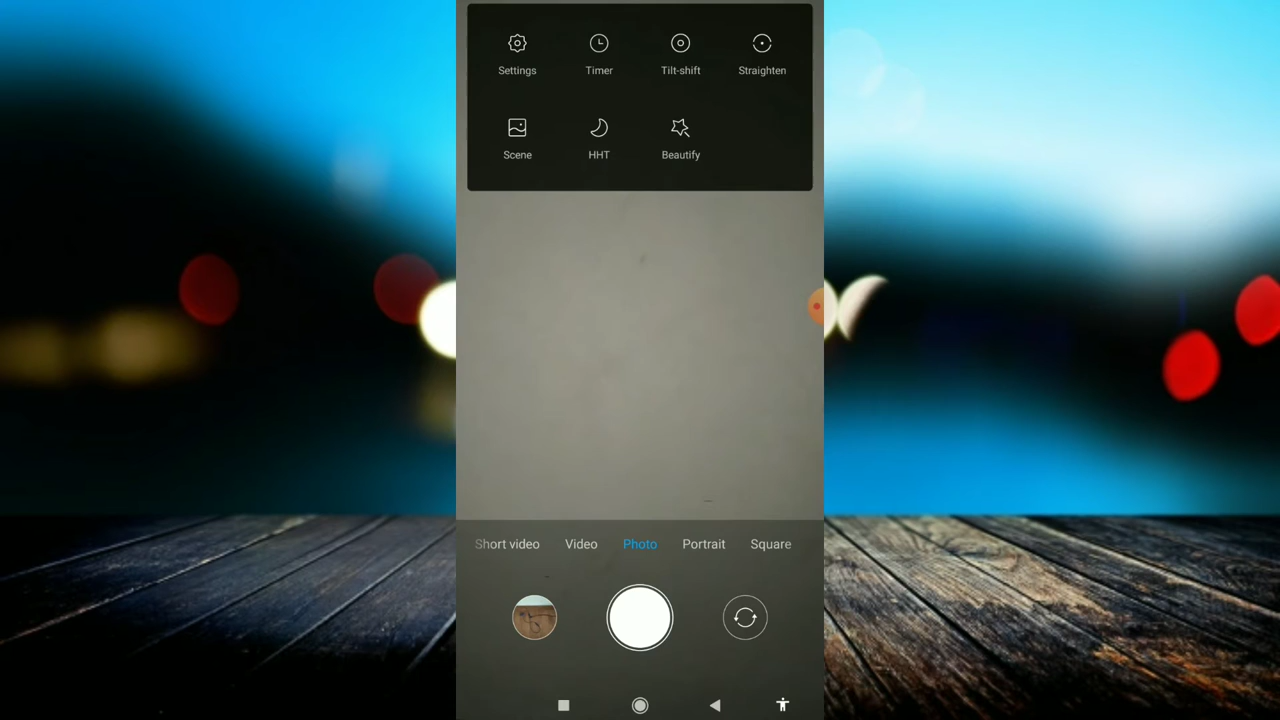 Settings Timer Tilt-shift Straighten
Scene HHT Beautify
Short video Video Photo Portrait Square